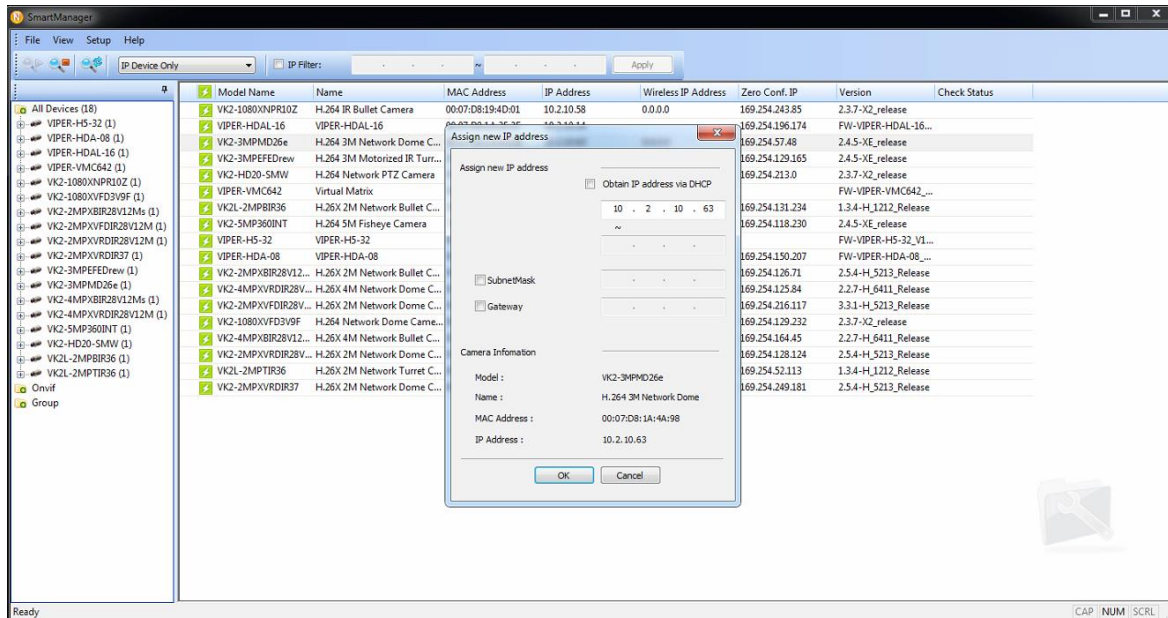 SmartManager
File View Setup Help
IP Device Only IP Filter: . . . ~ . . . Apply
All Devices (18)
VIPER-H5-32 (1)
VIPER-HDA-08 (1)
VIPER-HDAL-16 (1)
VIPER-VMC642 (1)
VK2-1080XNPR10Z (1)
VK2-1080XVFD3V9F (1)
VK2-2MPXBIR28V12Ms (1)
VK2-2MPXVFDIR28V12M (1)
VK2-2MPXVRDIR28V12M (1)
VK2-2MPXVRDIR37 (1)
VK2-3MPEFEDrew (1)
VK2-3MPMD26e (1)
VK2-4MPXBIR28V12Ms (1)
VK2-4MPXVRDIR28V12M (1)
VK2-5MP360INT (1)
VK2-HD20-SMW (1)
VK2L-2MPBIR36 (1)
VK2L-2MPTIR36 (1)
Onvif
Group
Model Name Name MAC Address IP Address Wireless IP Address Zero Conf. IP Version Check Status
VK2-1080XNPR10Z H.264 IR Bullet Camera 00:07:D8:19:4D:01 10.2.10.58 0.0.0.0 169.254.243.85 2.3.7-X2_release
VIPER-HDAL-16 VIPER-HDAL-16 169.254.196.174 FW-VIPER-HDAL-16...
VK2-3MPMD26e H.264 3M Network Dome C... 169.254.57.48 2.4.5-XE_release
VK2-3MPEFEDrew H.264 3M Motorized IR Turr... 169.254.129.165 2.4.5-XE_release
VK2-HD20-SMW H.264 Network PTZ Camera 169.254.213.0 2.3.7-X2_release
VIPER-VMC642 Virtual Matrix FW-VIPER-VMC642_...
VK2L-2MPBIR36 H.26X 2M Network Bullet C... 169.254.131.234 1.3.4-H_1212_Release
VK2-5MP360INT H.264 5M Fisheye Camera 169.254.118.230 2.4.5-XE_release
VIPER-H5-32 VIPER-H5-32 FW-VIPER-H5-32_V1...
VIPER-HDA-08 VIPER-HDA-08 169.254.150.207 FW-VIPER-HDA-08_...
VK2-2MPXBIR28V12... H.26X 2M Network Bullet C... 169.254.126.71 2.5.4-H_5213_Release
VK2-4MPXVRDIR28V... H.26X 4M Network Dome C... 169.254.125.84 2.2.7-H_6411_Release
VK2-2MPXVFDIR28V... H.26X 2M Network Dome C... 169.254.216.117 3.3.1-H_5213_Release
VK2-1080XVFD3V9F H.264 Network Dome Came... 169.254.129.232 2.3.7-X2_release
VK2-4MPXBIR28V12... H.26X 4M Network Bullet C... 169.254.164.45 2.2.7-H_6411_Release
VK2-2MPXVRDIR28V... H.26X 2M Network Dome C... 169.254.128.124 2.5.4-H_5213_Release
VK2L-2MPTIR36 H.26X 2M Network Turret C... 169.254.52.113 1.3.4-H_1212_Release
VK2-2MPXVRDIR37 H.26X 2M Network Dome C... 169.254.249.181 2.5.4-H_5213_Release
Assign new IP address
Assign new IP address
Obtain IP address via DHCP
10 . 2 . 10 . 63
~
. . .
SubnetMask . . .
Gateway . . .
Camera Infomation
Model : VK2-3MPMD26e
Name : H.264 3M Network Dome
MAC Address : 00:07:D8:1A:4A:98
IP Address : 10.2.10.63
OK Cancel
Ready CAP NUM SCRL